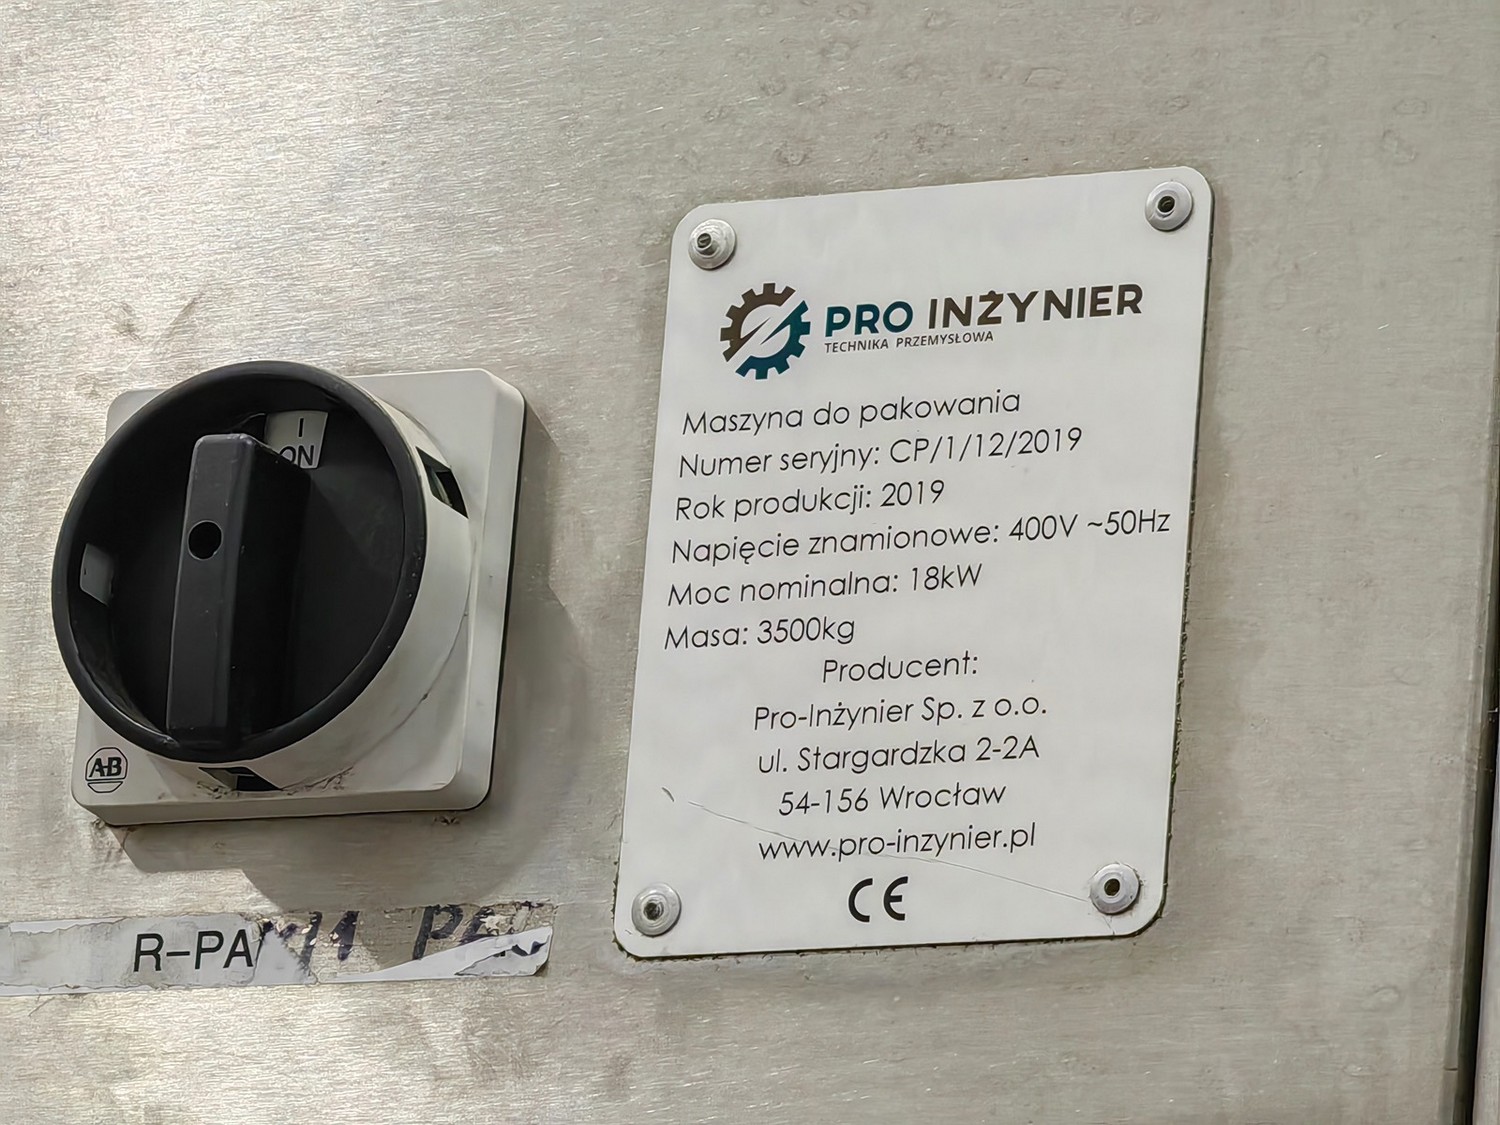 I
ON
A-B
R-PA
PRO INŻYNIER
TECHNIKA PRZEMYSŁOWA
Maszyna do pakowania
Numer seryjny: CP/1/12/2019
Rok produkcji: 2019
Napięcie znamionowe: 400V ~50Hz
Moc nominalna: 18kW
Masa: 3500kg
Producent:
Pro-Inżynier Sp. z o.o.
ul. Stargardzka 2-2A
54-156 Wrocław
www.pro-inzynier.pl
CE